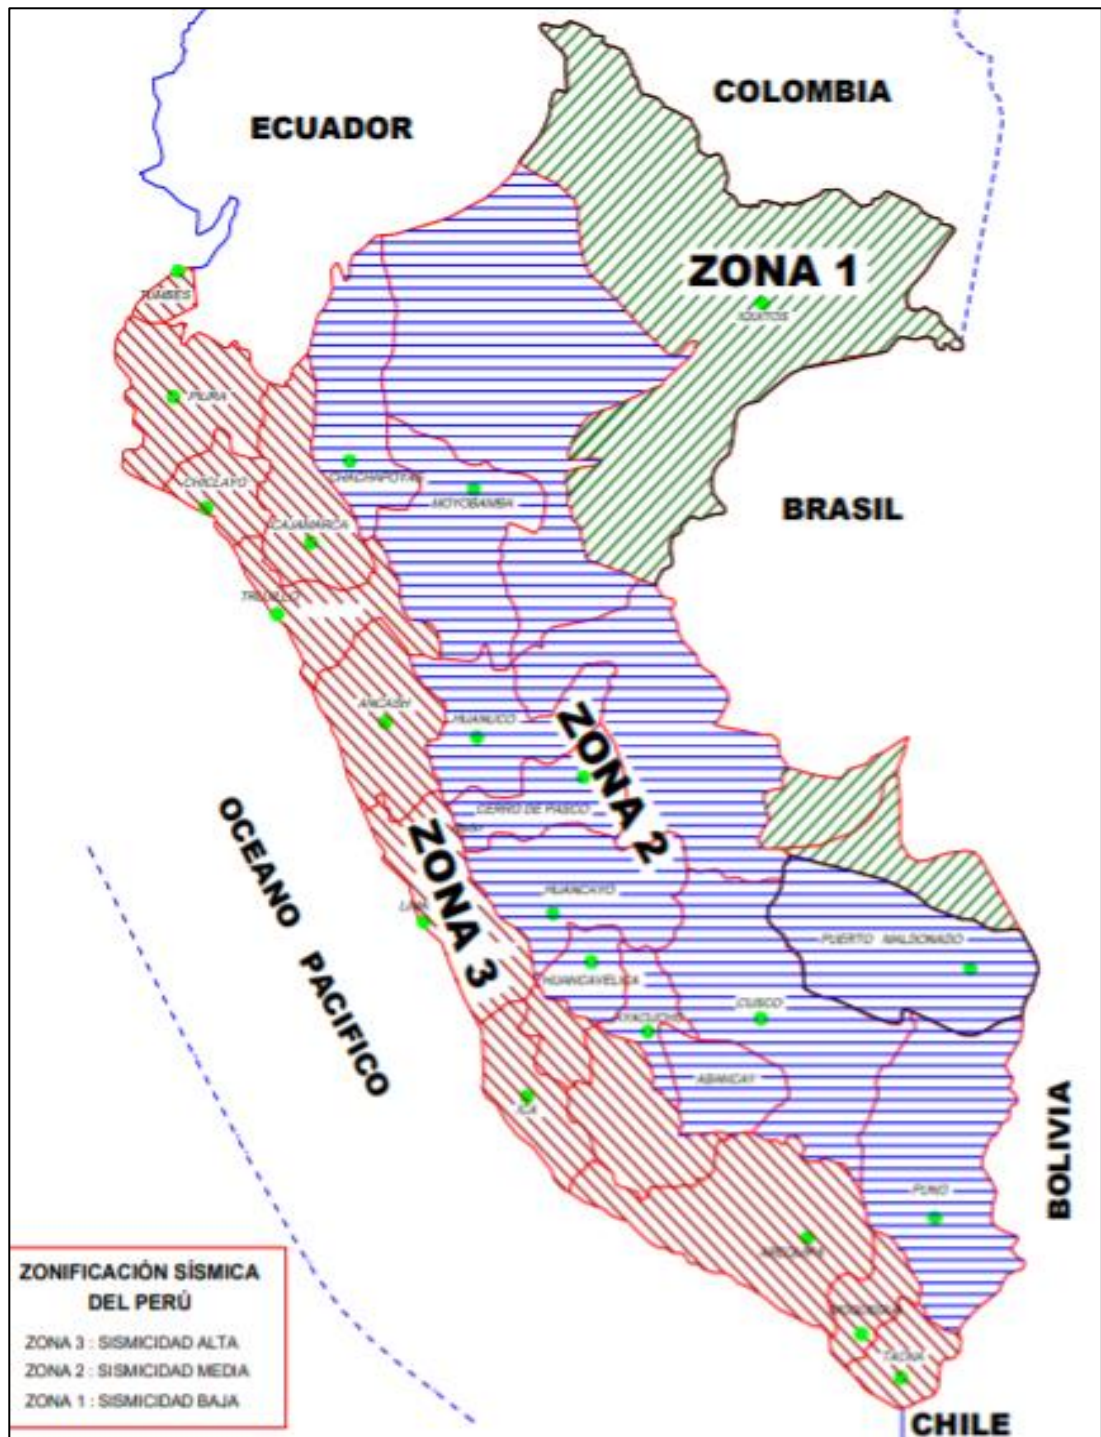 COLOMBIA
ECUADOR
ZONA 1
IQUITOS
TUMBES
PIURA
CHACHAPOYAS
CHICLAYO
MOYOBAMBA
BRASIL
CAJAMARCA
TRUJILLO
ANCASH
HUANUCO
ZONA 2
CERRO DE PASCO
OCEANO PACIFICO
ZONA 3
HUANCAYO
LIMA
PUERTO MALDONADO
HUANCAVELICA
CUSCO
AYACUCHO
ABANCAY
ICA
BOLIVIA
PUNO
AREQUIPA
MOQUEGUA
TACNA
CHILE
ZONIFICACIÓN SÍSMICA
DEL PERÚ
ZONA 3 : SISMICIDAD ALTA
ZONA 2 : SISMICIDAD MEDIA
ZONA 1 : SISMICIDAD BAJA